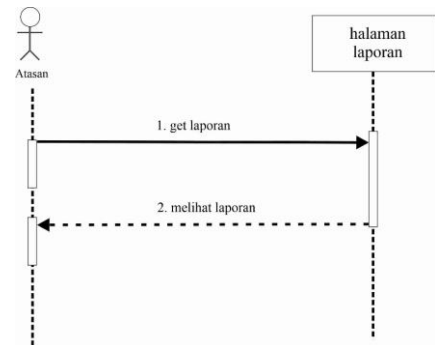 halaman
laporan
Atasan
1. get laporan
2. melihat laporan